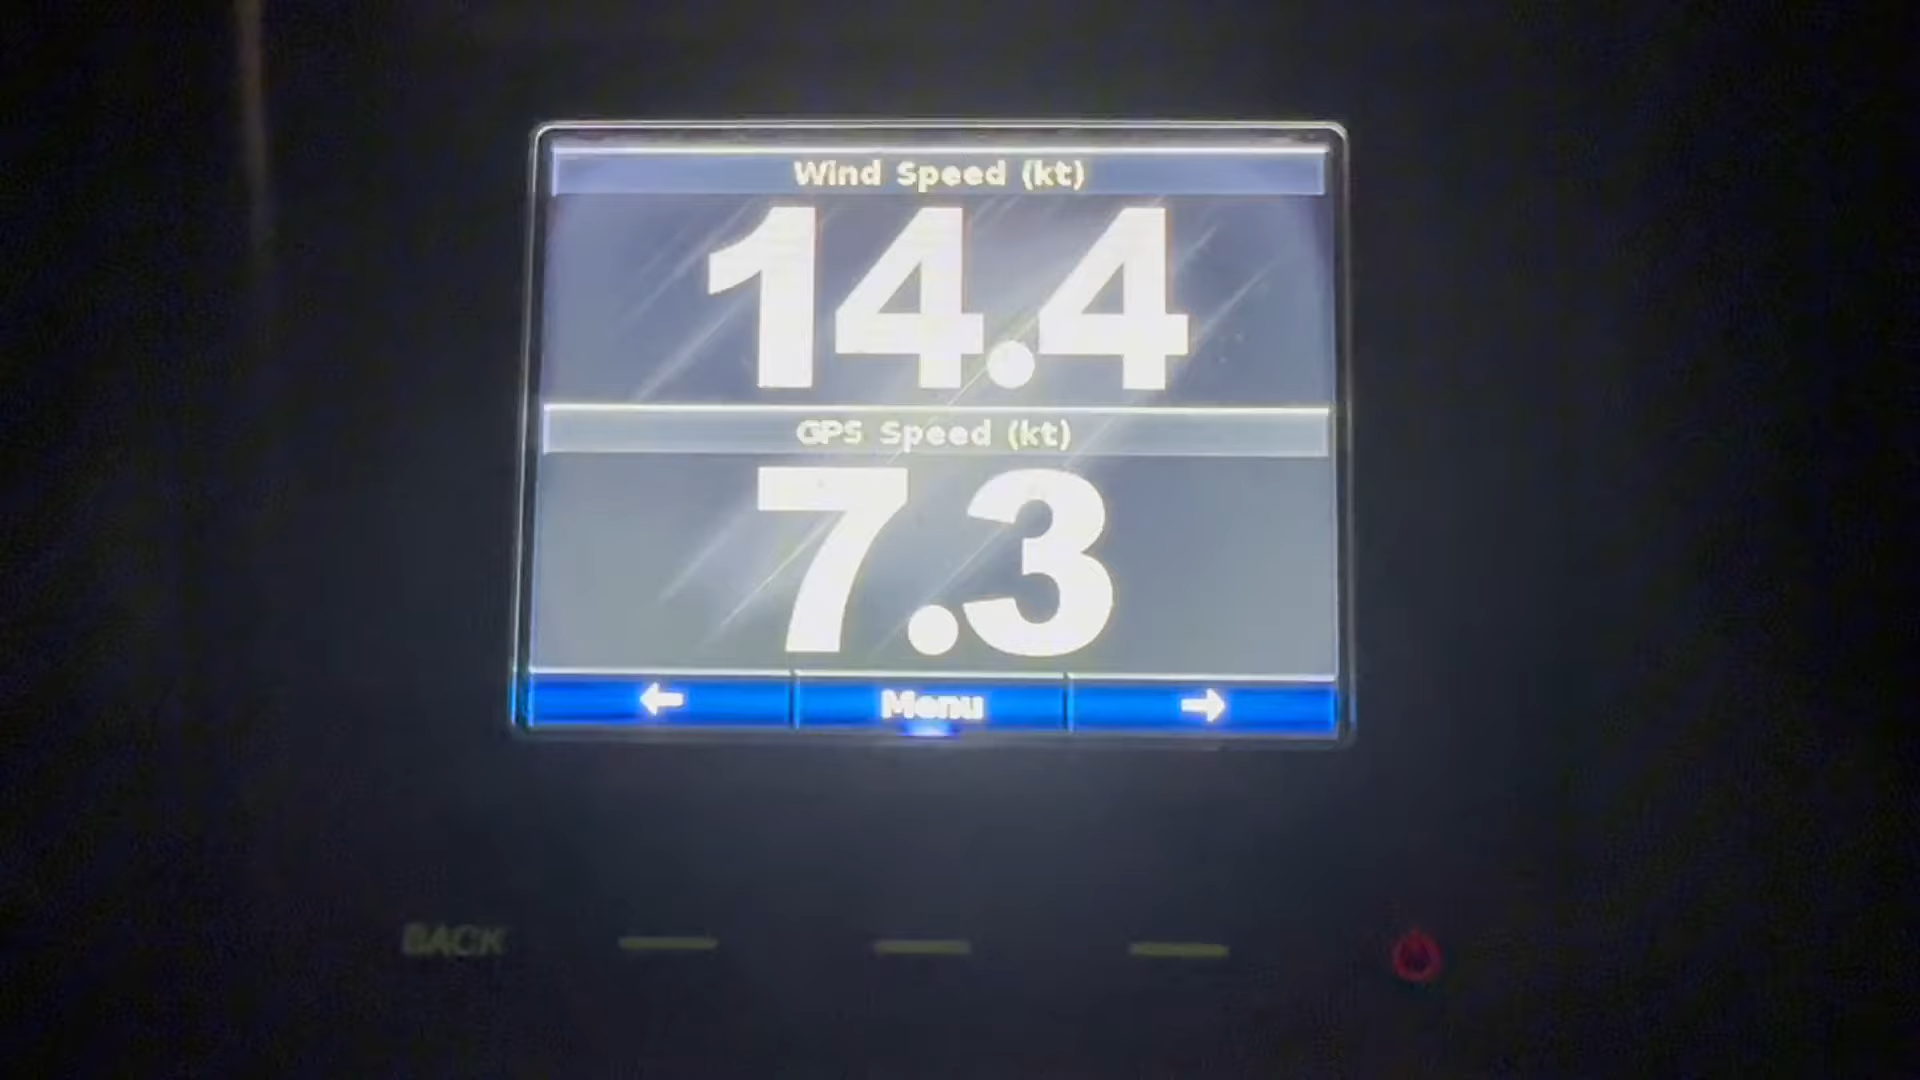 Wind Speed (kt)
14.4
GPS Speed (kt)
7.3
← Menu →
BACK